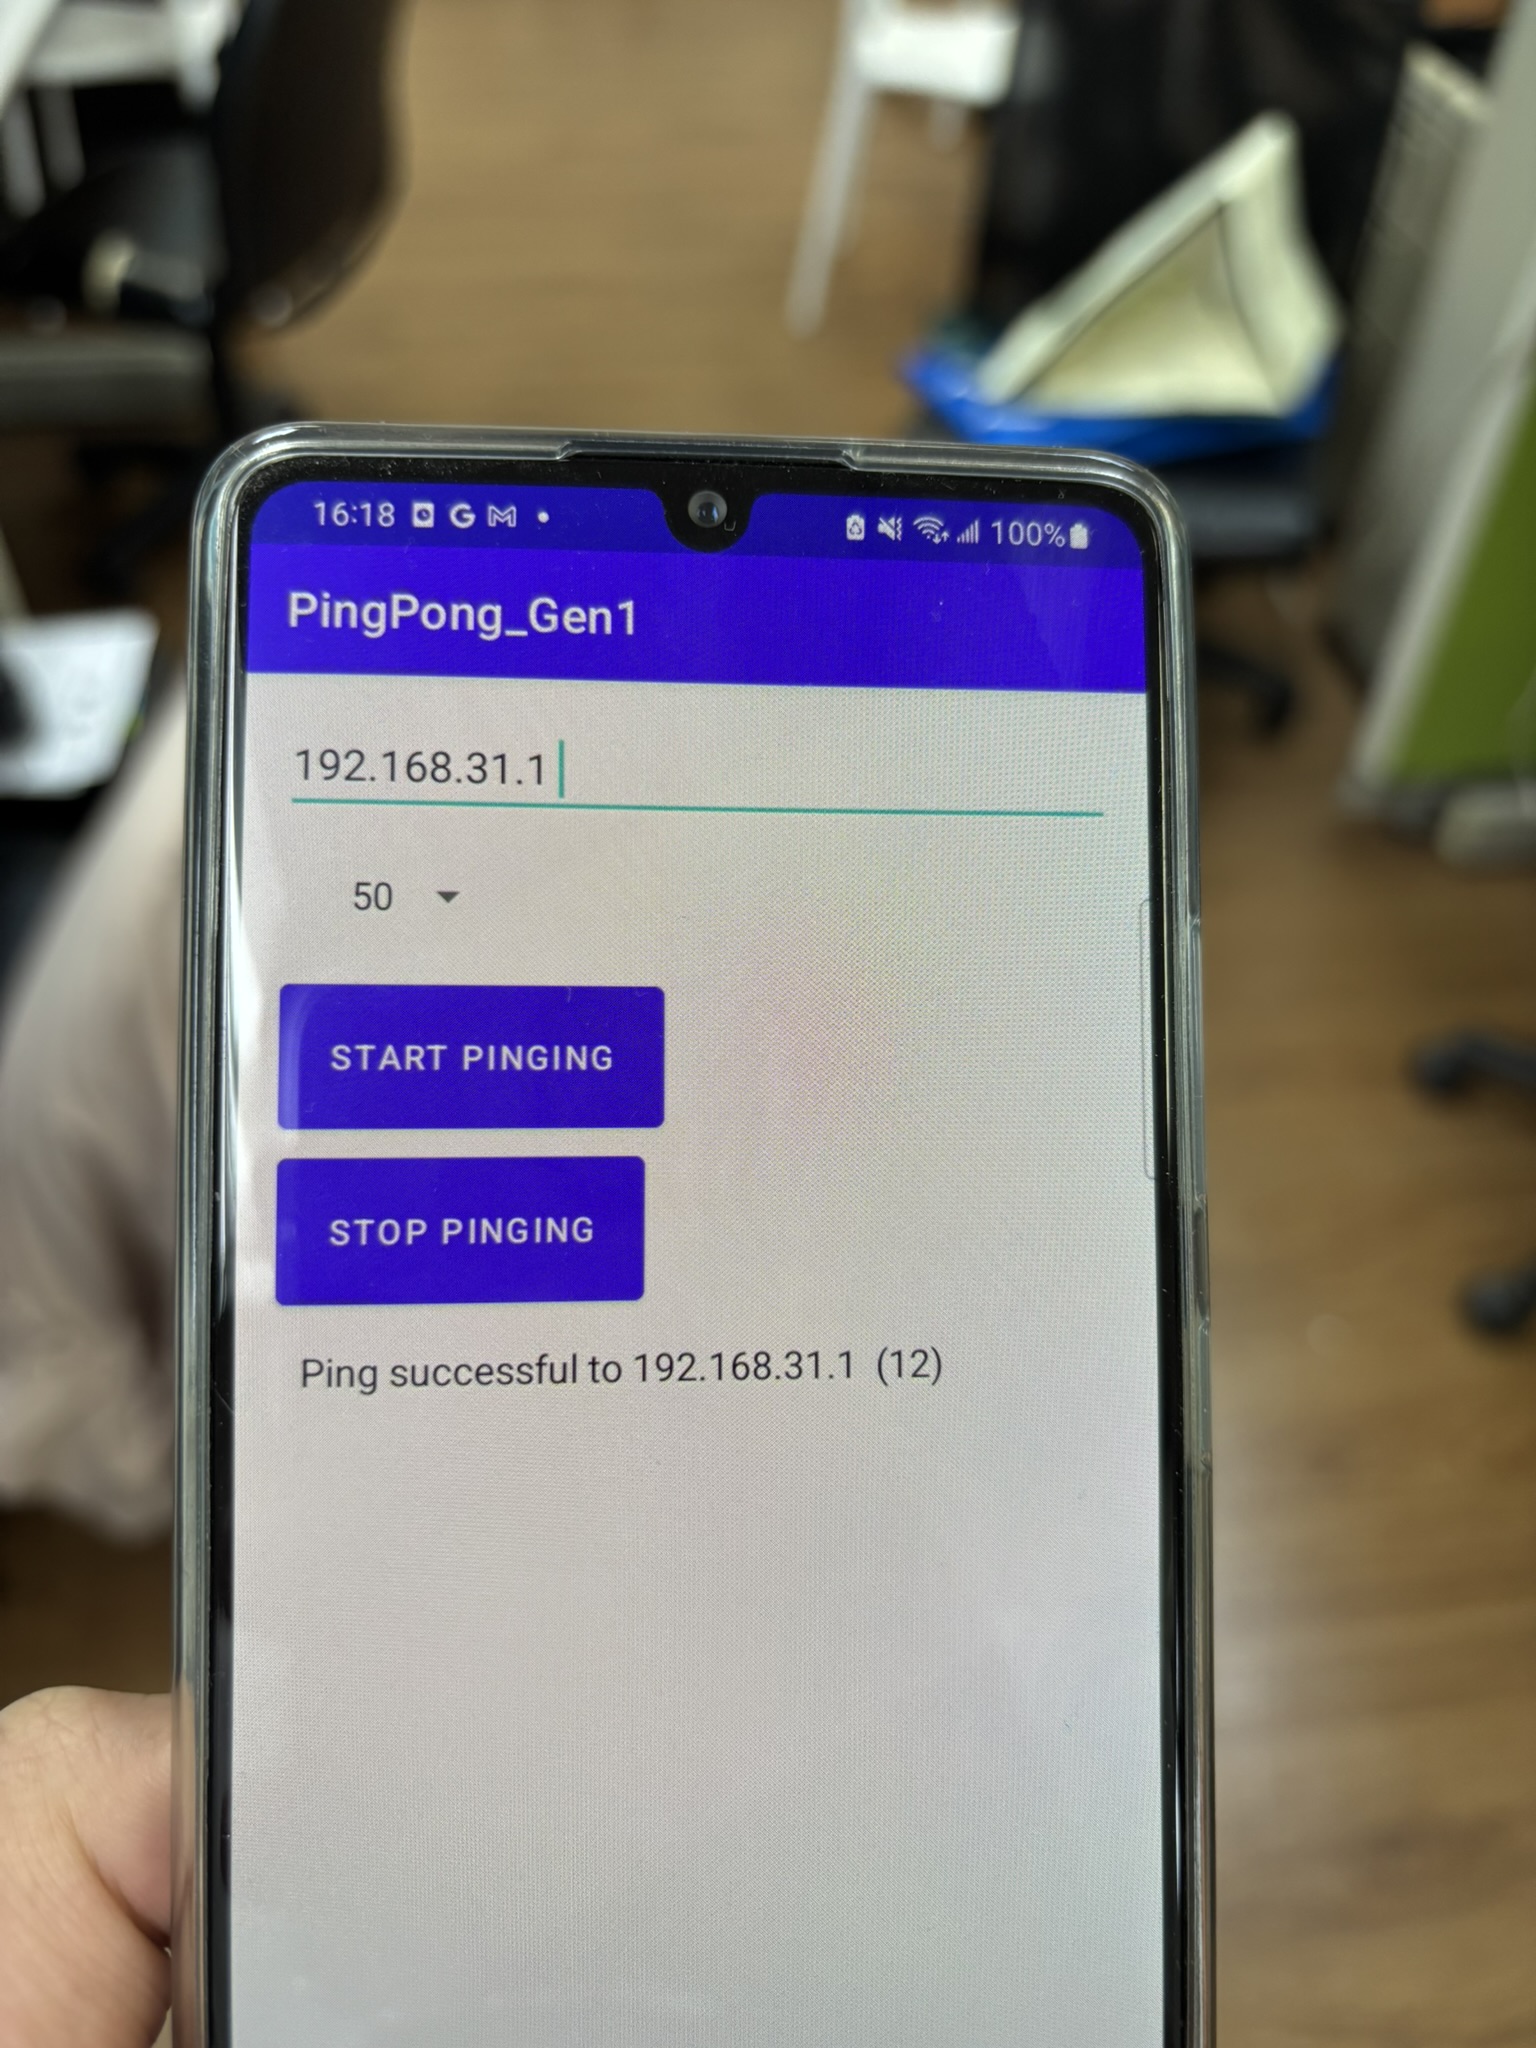 16:18 G M 100%
PingPong_Gen1
192.168.31.1
50
START PINGING
STOP PINGING
Ping successful to 192.168.31.1 (12)